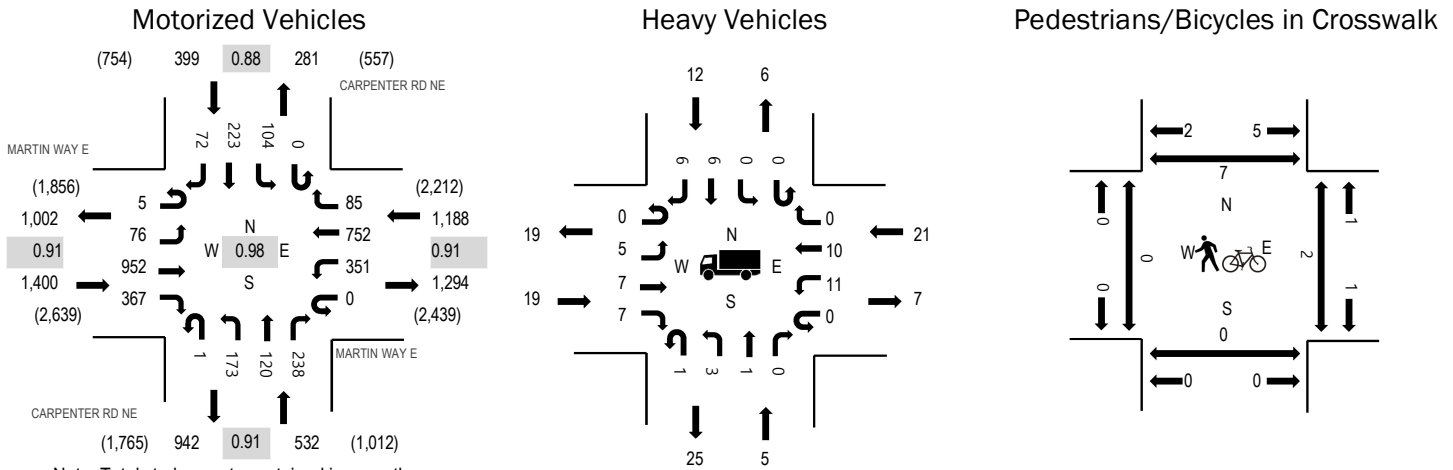 Motorized Vehicles
Heavy Vehicles
Pedestrians/Bicycles in Crosswalk
(754) 399 0.88 281 (557)
CARPENTER RD NE
MARTIN WAY E
72 223 104 0
(1,856)
1,002
0.91
1,400
(2,639)
5
76
952
367
N
W 0.98 E
S
85
752
351
0
(2,212)
1,188
0.91
1,294
(2,439)
1 173 120 238
MARTIN WAY E
CARPENTER RD NE
(1,765) 942 0.91 532 (1,012)
12 6
6 6 0 0
19
19
0
5
7
7
N
W E
S
0
10
11
0
21
7
1 3 1 0
25 5
2 5
7
0
0
0
N
W E
S
2
1
1
0
0 0